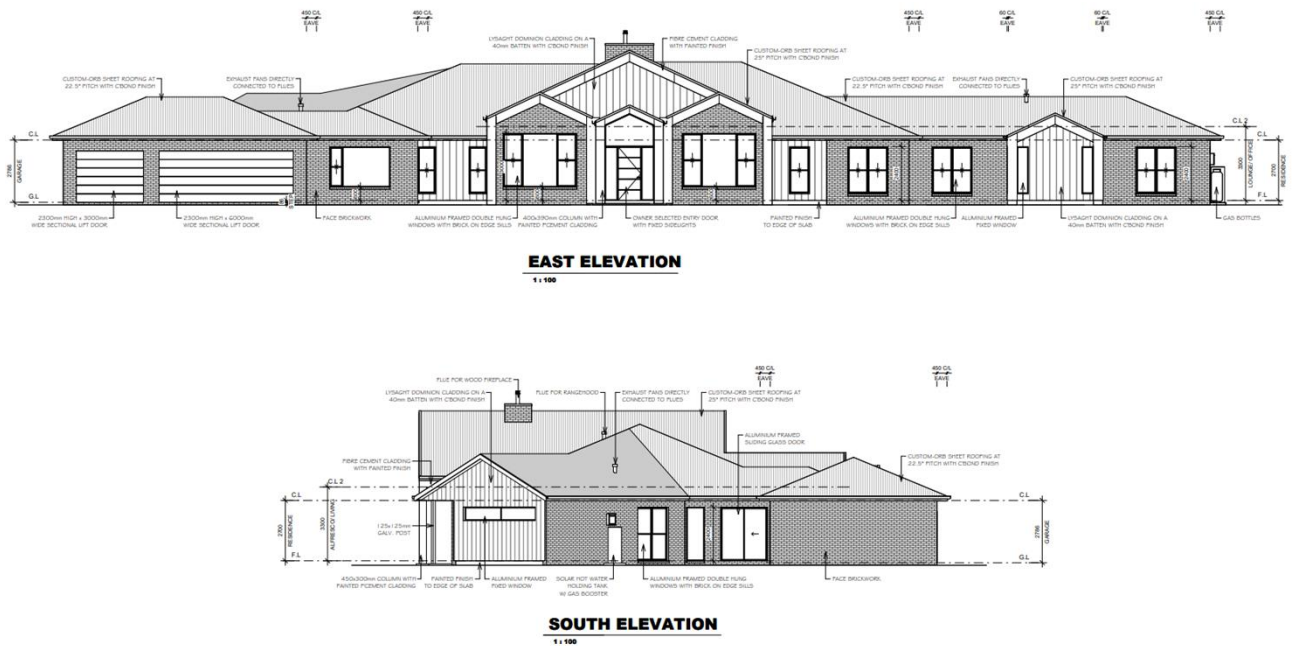 450 C/L
EAVE
450 C/L
EAVE
450 C/L
EAVE
60 C/L
EAVE
60 C/L
EAVE
450 C/L
EAVE
LYSAGHT DOMINION CLADDING ON A
40mm BATTEN WITH C'BOND FINISH
FIBRE CEMENT CLADDING
WITH PAINTED FINISH
CUSTOM-ORB SHEET ROOFING AT
25° PITCH WITH C'BOND FINISH
CUSTOM-ORB SHEET ROOFING AT
22.5° PITCH WITH C'BOND FINISH
EXHAUST FANS DIRECTLY
CONNECTED TO FLUES
CUSTOM-ORB SHEET ROOFING AT
22.5° PITCH WITH C'BOND FINISH
EXHAUST FANS DIRECTLY
CONNECTED TO FLUES
CUSTOM-ORB SHEET ROOFING AT
25° PITCH WITH C'BOND FINISH
C.L
2786
GARAGE
G.L
C.L 2
C.L
3000
LOUNGE/ OFFICE
2700
RESIDENCE
F.L
2300mm HIGH x 3000mm
WIDE SECTIONAL LIFT DOOR.
2300mm HIGH x 6000mm
WIDE SECTIONAL LIFT DOOR
STEP
FACE BRICKWORK.
ALUMINIUM FRAMED DOUBLE HUNG
WINDOWS WITH BRICK ON EDGE SILLS
400x390mm COLUMN WITH
PAINTED F'CEMENT CLADDING
OWNER SELECTED ENTRY DOOR
WITH FIXED SIDELIGHTS
PAINTED FINISH
TO EDGE OF SLAB
ALUMINIUM FRAMED DOUBLE HUNG
WINDOWS WITH BRICK ON EDGE SILLS
ALUMINIUM FRAMED
FIXED WINDOW
LYSAGHT DOMINION CLADDING ON A
40mm BATTEN WITH C'BOND FINISH
GAS BOTTLES
EAST ELEVATION
1 : 100
450 C/L
EAVE
450 C/L
EAVE
FLUE FOR WOOD FIREPLACE
LYSAGHT DOMINION CLADDING ON A
40mm BATTEN WITH C'BOND FINISH
FLUE FOR RANGEHOOD
EXHAUST FANS DIRECTLY
CONNECTED TO FLUES
CUSTOM-ORB SHEET ROOFING AT
25° PITCH WITH C'BOND FINISH
ALUMINIUM FRAMED
SLIDING GLASS DOOR
FIBRE CEMENT CLADDING
WITH PAINTED FINISH
CUSTOM-ORB SHEET ROOFING AT
22.5° PITCH WITH C'BOND FINISH
C.L 2
C.L
2700
RESIDENCE
3300
ALFRESCO/ LIVING
F.L
125x125mm
GALV. POST
C.L
2786
GARAGE
G.L
450x300mm COLUMN WITH
PAINTED F'CEMENT CLADDING
PAINTED FINISH
TO EDGE OF SLAB
ALUMINIUM FRAMED
FIXED WINDOW
SOLAR HOT WATER
HOLDING TANK
W/ GAS BOOSTER
ALUMINIUM FRAMED DOUBLE HUNG
WINDOWS WITH BRICK ON EDGE SILLS
FACE BRICKWORK.
SOUTH ELEVATION
1 : 100